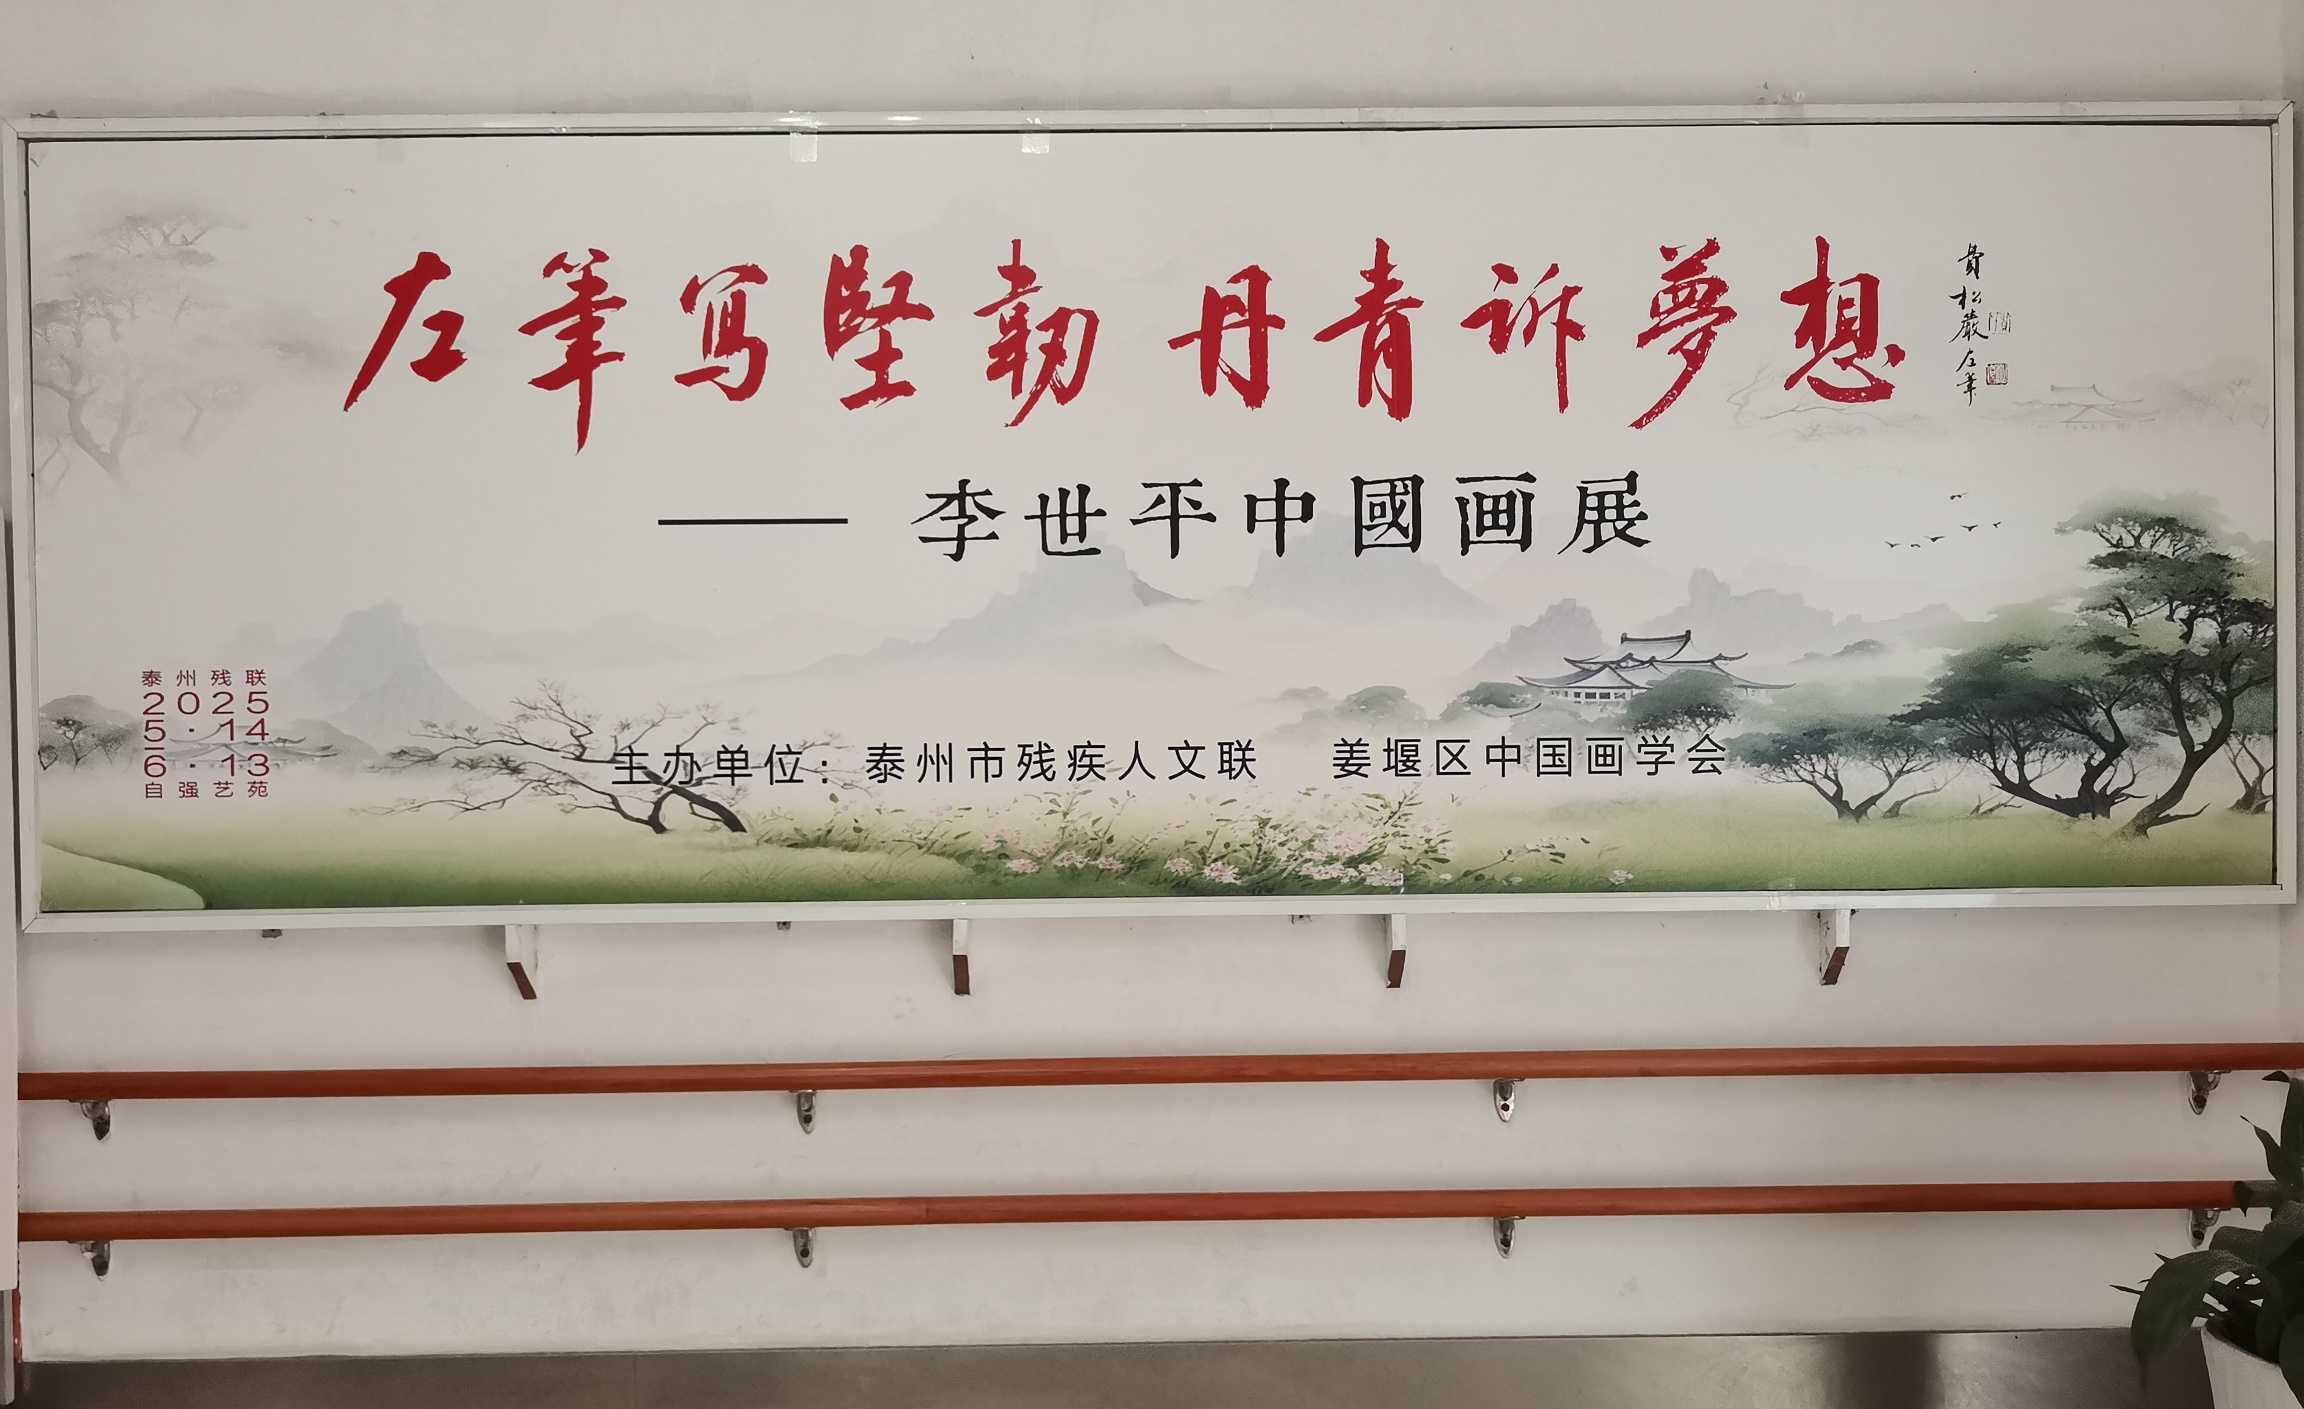 左筆寫堅韌 丹青訴夢想
費松嚴左筆
—— 李世平中國画展
泰州残联
2025
5·14
6·13
自强艺苑
主办单位：泰州市残疾人文联 姜堰区中国画学会